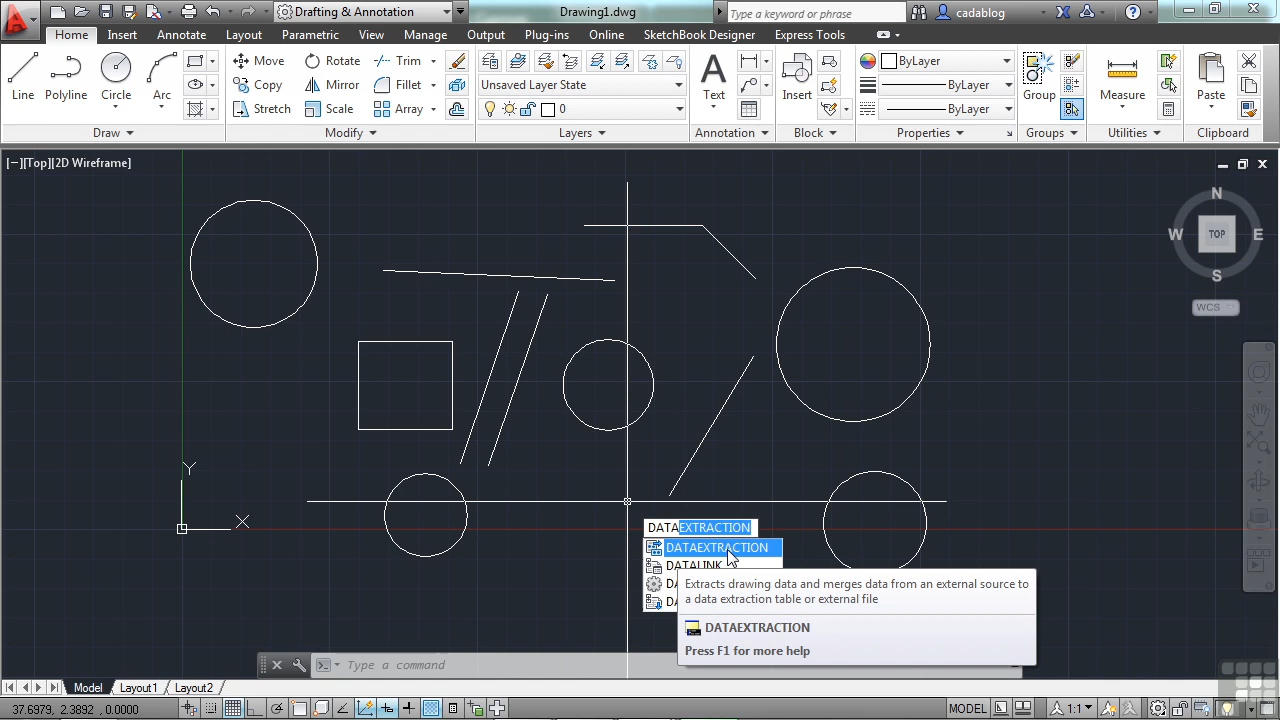 Drafting & Annotation
Drawing1.dwg
Type a keyword or phrase
cadablog
Home Insert Annotate Layout Parametric View Manage Output Plug-ins Online SketchBook Designer Express Tools
Line Polyline Circle Arc
Draw
Move Rotate Trim
Copy Mirror Fillet
Stretch Scale Array
Modify
Unsaved Layer State
0
Layers
Text
Annotation
Insert
Block
ByLayer
ByLayer
ByLayer
Properties
Group
Groups
Measure
Utilities
Paste
Clipboard
[−][Top][2D Wireframe]
N
W TOP E
S
WCS
Y
X
DATAEXTRACTION
DATAEXTRACTION
DATALINK
DA
DA
Extracts drawing data and merges data from an external source to
a data extraction table or external file
DATAEXTRACTION
Press F1 for more help
Type a command
Model Layout1 Layout2
37.6979, 2.3892 , 0.0000
MODEL
1:1